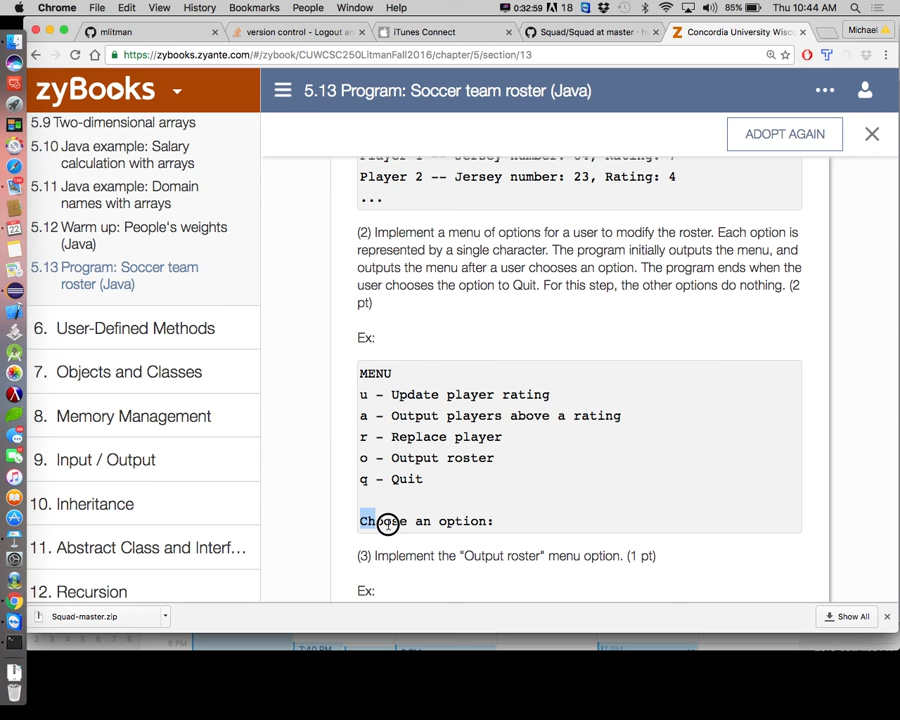 Chrome File Edit View History Bookmarks People Window Help 0:32:59 18 85% Thu 10:44 AM
mlitman version control - Logout an iTunes Connect Squad/Squad at master · hu Concordia University Wisc Michael
https://zybooks.zyante.com/#/zybook/CUWCSC250LitmanFall2016/chapter/5/section/13
zyBooks 5.13 Program: Soccer team roster (Java)
ADOPT AGAIN
5.9 Two-dimensional arrays
5.10 Java example: Salary
calculation with arrays
5.11 Java example: Domain
names with arrays
5.12 Warm up: People's weights
(Java)
5.13 Program: Soccer team
roster (Java)
6. User-Defined Methods
7. Objects and Classes
8. Memory Management
9. Input / Output
10. Inheritance
11. Abstract Class and Interf...
12. Recursion
Player 2 -- Jersey number: 23, Rating: 4
...
(2) Implement a menu of options for a user to modify the roster. Each option is
represented by a single character. The program initially outputs the menu, and
outputs the menu after a user chooses an option. The program ends when the
user chooses the option to Quit. For this step, the other options do nothing. (2
pt)
Ex:
MENU
u - Update player rating
a - Output players above a rating
r - Replace player
o - Output roster
q - Quit
Choose an option:
(3) Implement the "Output roster" menu option. (1 pt)
Ex:
Squad-master.zip Show All
6 PM